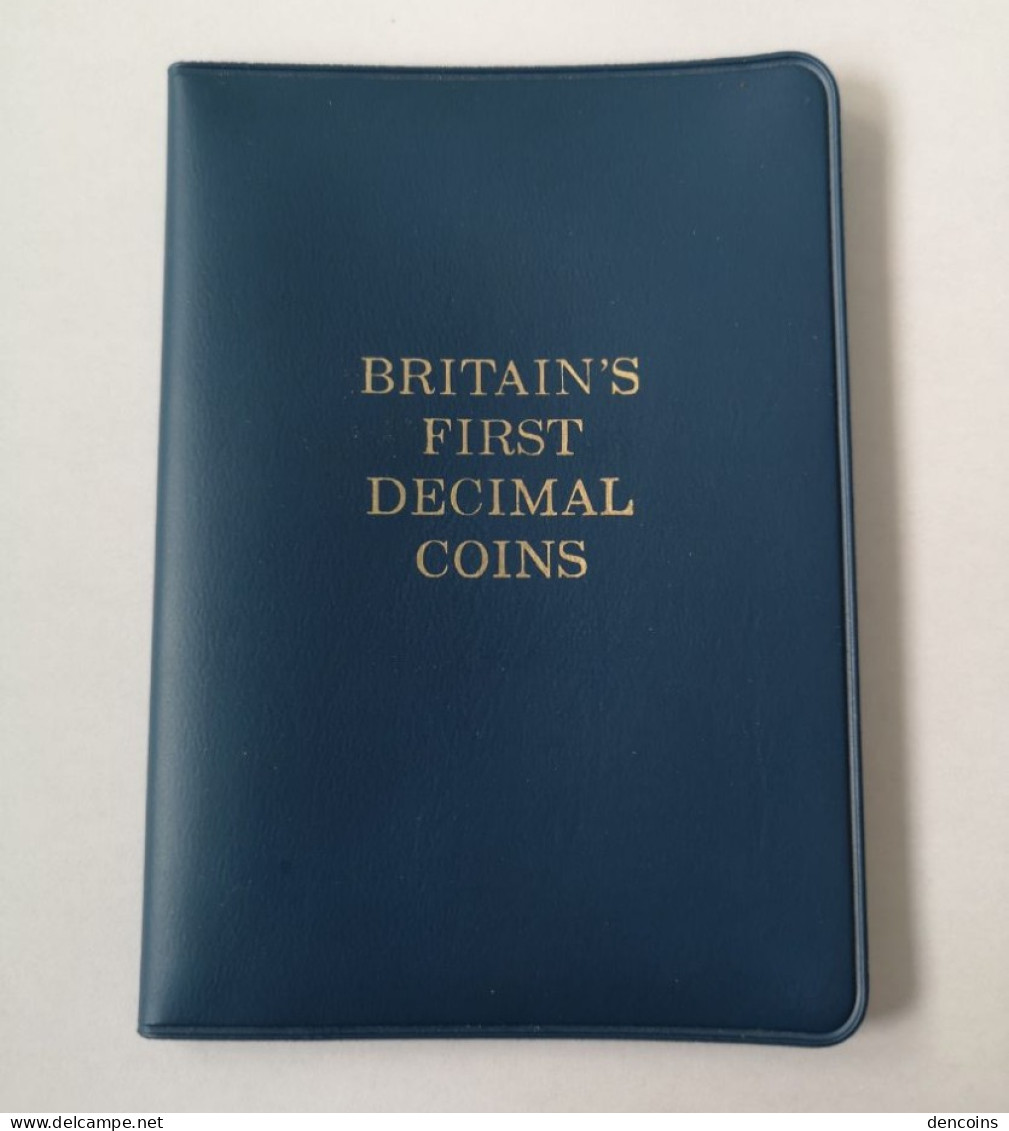 BRITAIN'S
FIRST
DECIMAL
COINS
www.delcampe.net
dencoins